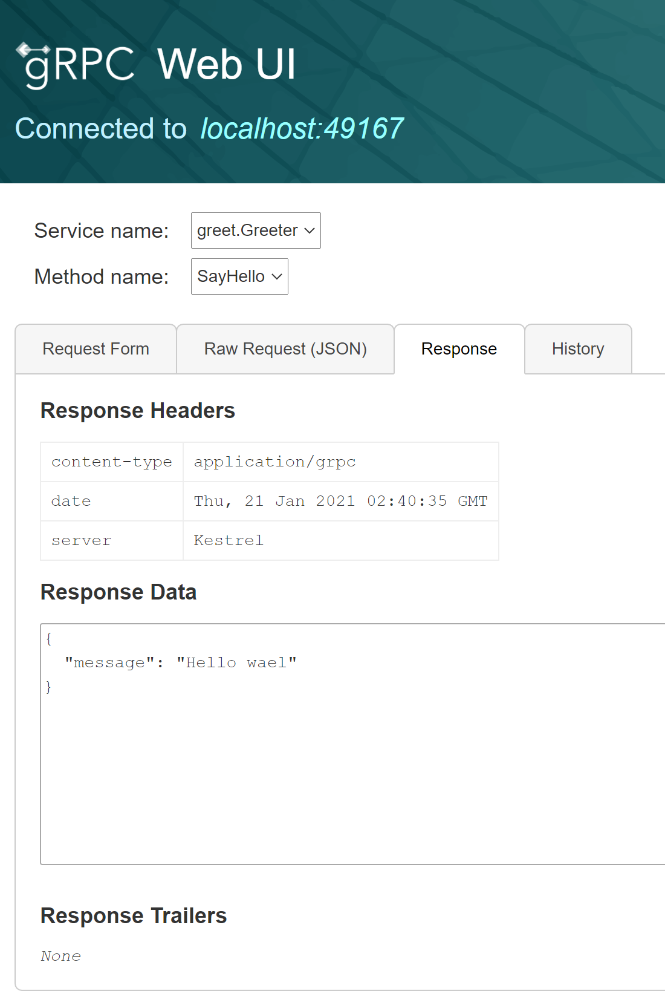 gRPC Web UI
Connected to localhost:49167
Service name: greet.Greeter
Method name: SayHello
Request Form Raw Request (JSON) Response History
Response Headers
content-type application/grpc
date Thu, 21 Jan 2021 02:40:35 GMT
server Kestrel
Response Data
{
"message": "Hello wael"
}
Response Trailers
None